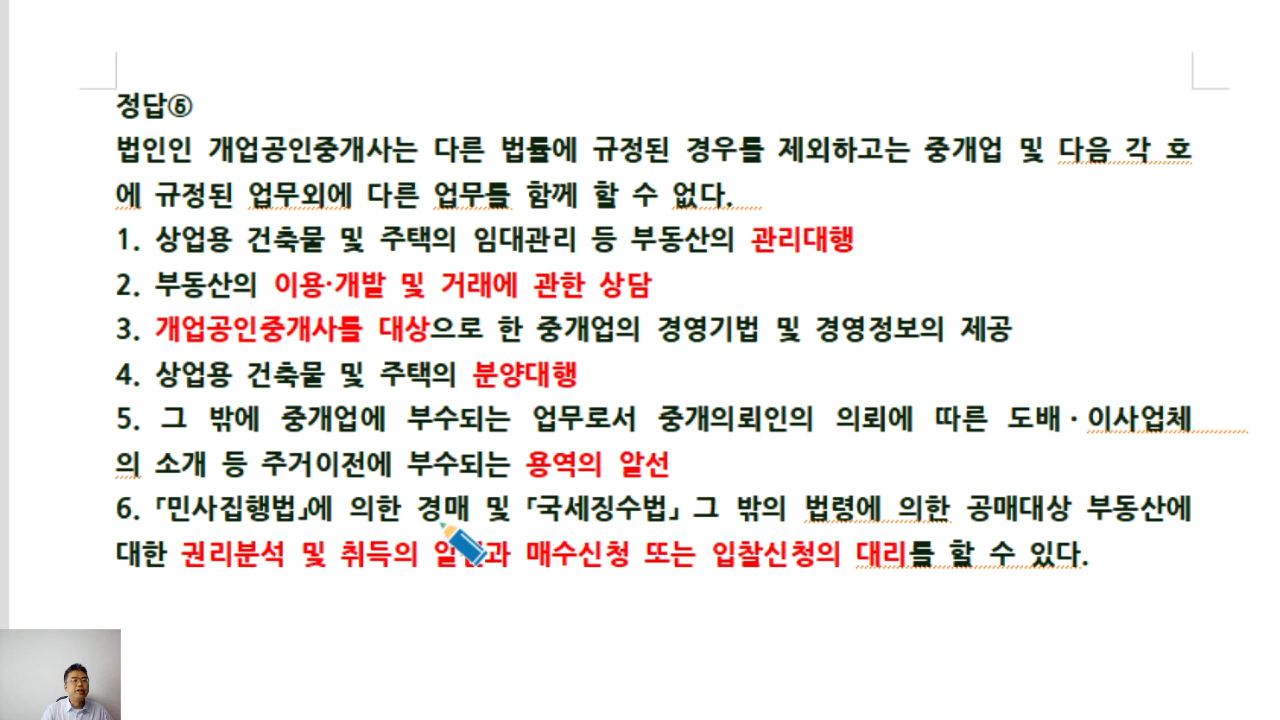 정답⑤
법인인 개업공인중개사는 다른 법률에 규정된 경우를 제외하고는 중개업 및 다음 각 호
에 규정된 업무외에 다른 업무를 함께 할 수 없다.
1. 상업용 건축물 및 주택의 임대관리 등 부동산의 관리대행
2. 부동산의 이용·개발 및 거래에 관한 상담
3. 개업공인중개사를 대상으로 한 중개업의 경영기법 및 경영정보의 제공
4. 상업용 건축물 및 주택의 분양대행
5. 그 밖에 중개업에 부수되는 업무로서 중개의뢰인의 의뢰에 따른 도배·이사업체
의 소개 등 주거이전에 부수되는 용역의 알선
6. ｢민사집행법｣에 의한 경매 및 ｢국세징수법｣ 그 밖의 법령에 의한 공매대상 부동산에
대한 권리분석 및 취득의 매수신청 또는 입찰신청의 대리를 할 수 있다.